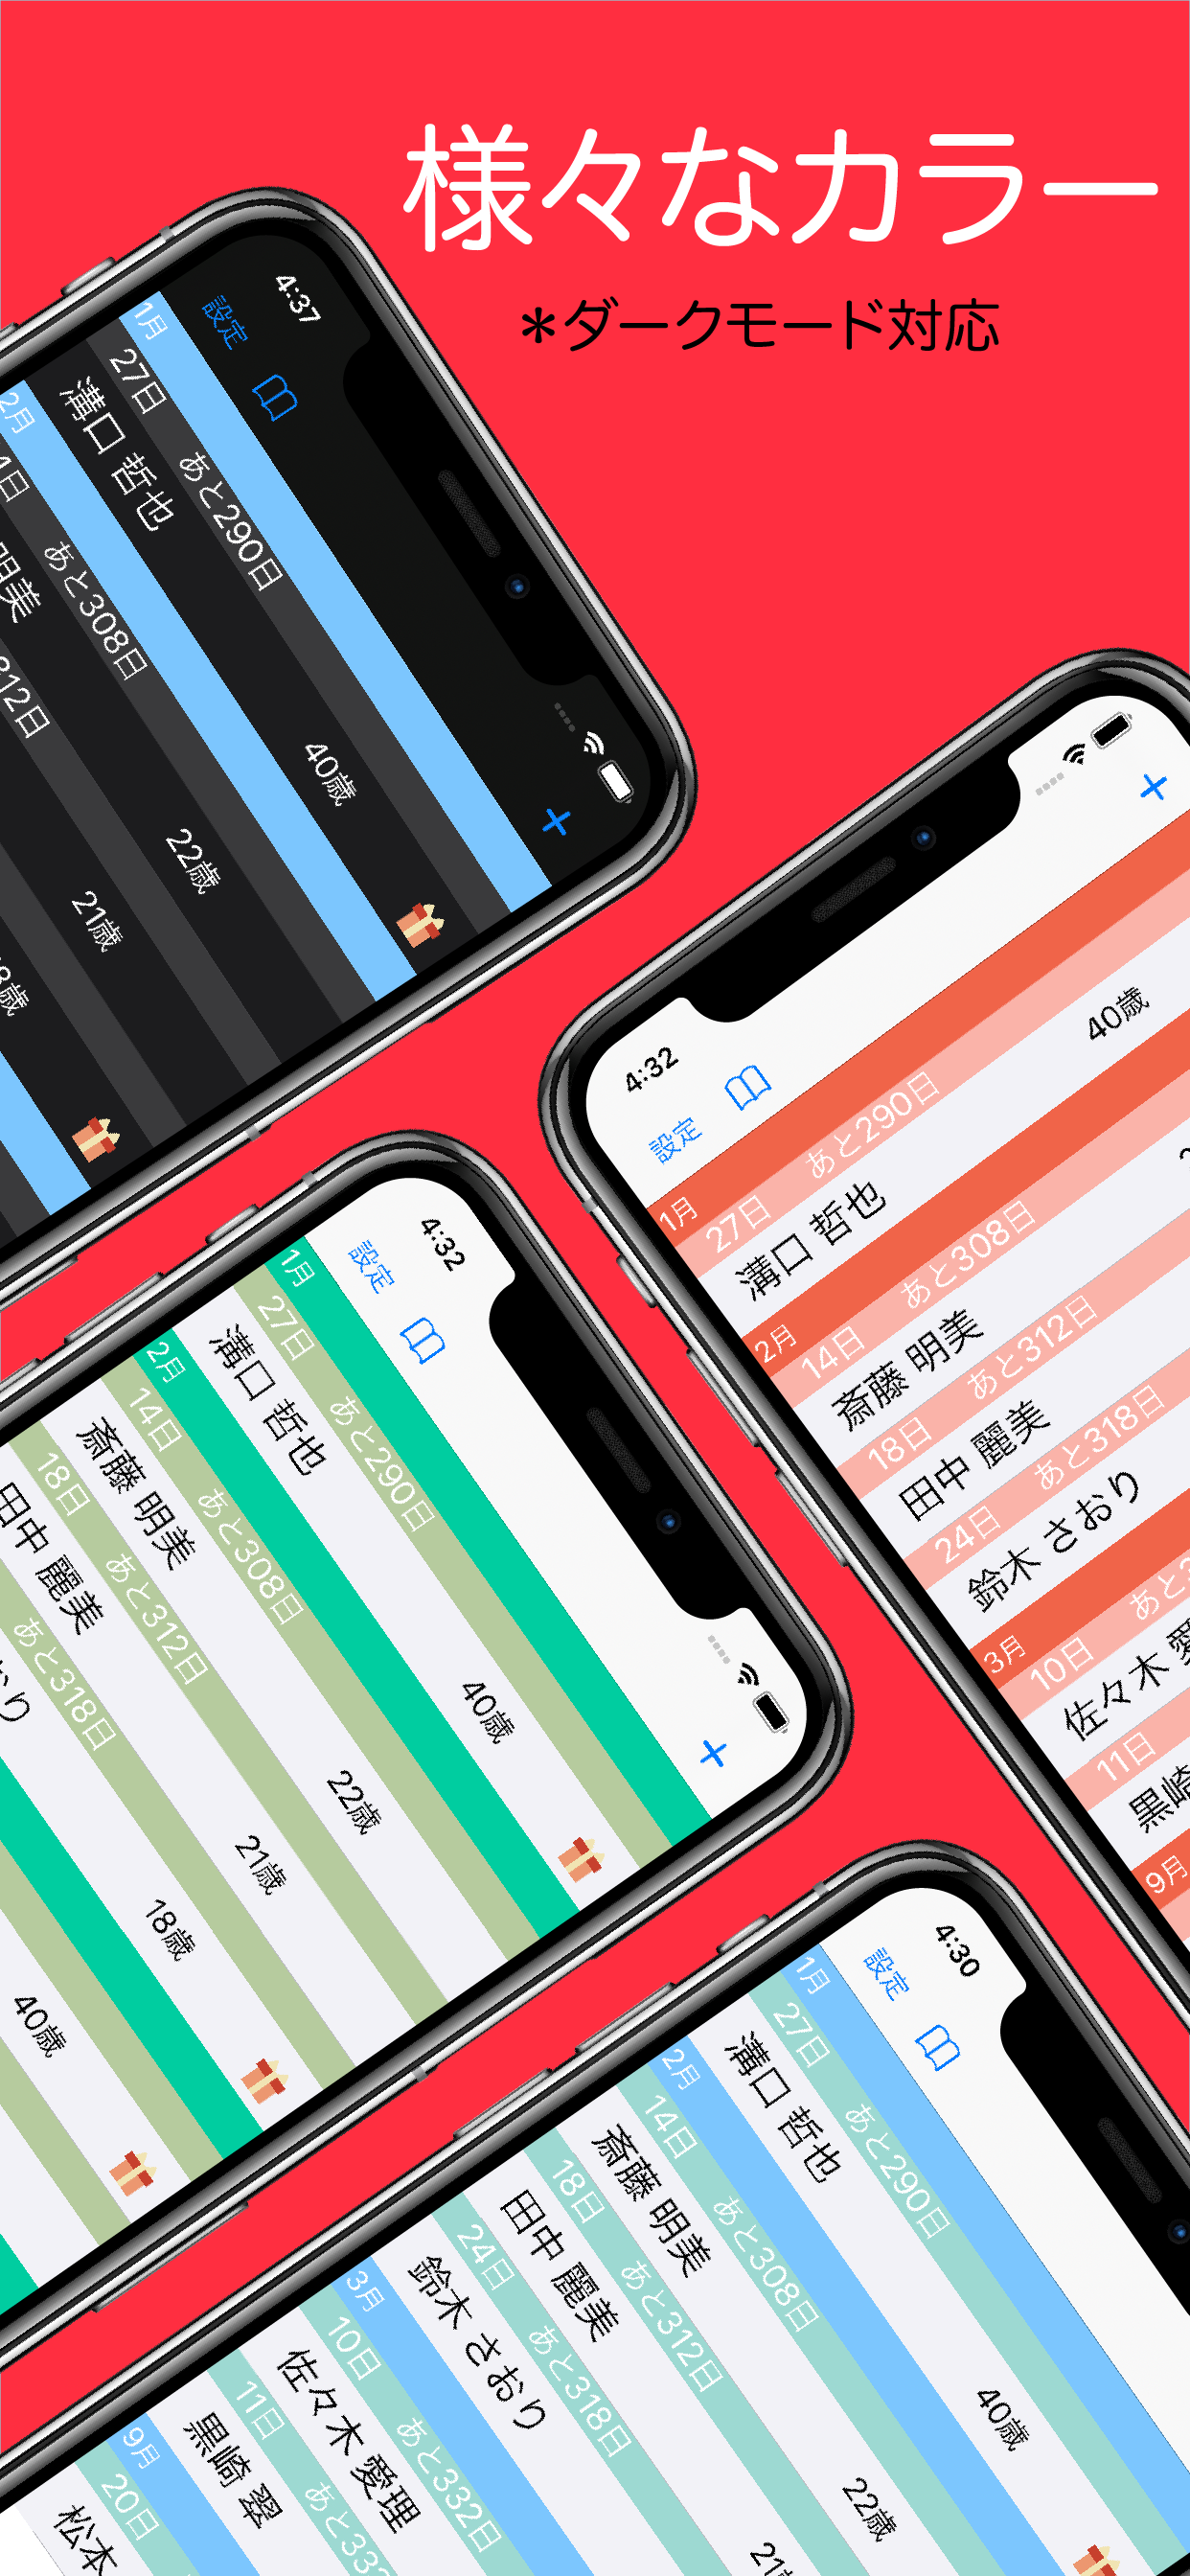 様々なカラー
*ダークモード対応
4:37
設定
1月
27日 あと290日
溝口 哲也
40歳
2月
あと308日
22歳
21歳
4:32
設定
1月
27日 あと290日
溝口 哲也
40歳
2月
14日 あと308日
斎藤 明美
18日 あと312日
田中 麗美
24日 あと318日
鈴木 さおり
3月
10日
佐々木
11日
9月
4:32
設定
1月
27日 あと290日
溝口 哲也
40歳
2月
14日 あと308日
斎藤 明美
22歳
18日 あと312日
田中 麗美
21歳
あと318日
18歳
40歳
4:30
設定
1月
27日 あと290日
溝口 哲也
40歳
2月
14日 あと308日
斎藤 明美
22歳
18日 あと312日
田中 麗美
24日 あと318日
鈴木 さおり
3月
10日 あと332日
佐々木 愛理
11日
黒崎 翠
9月
20日
松本